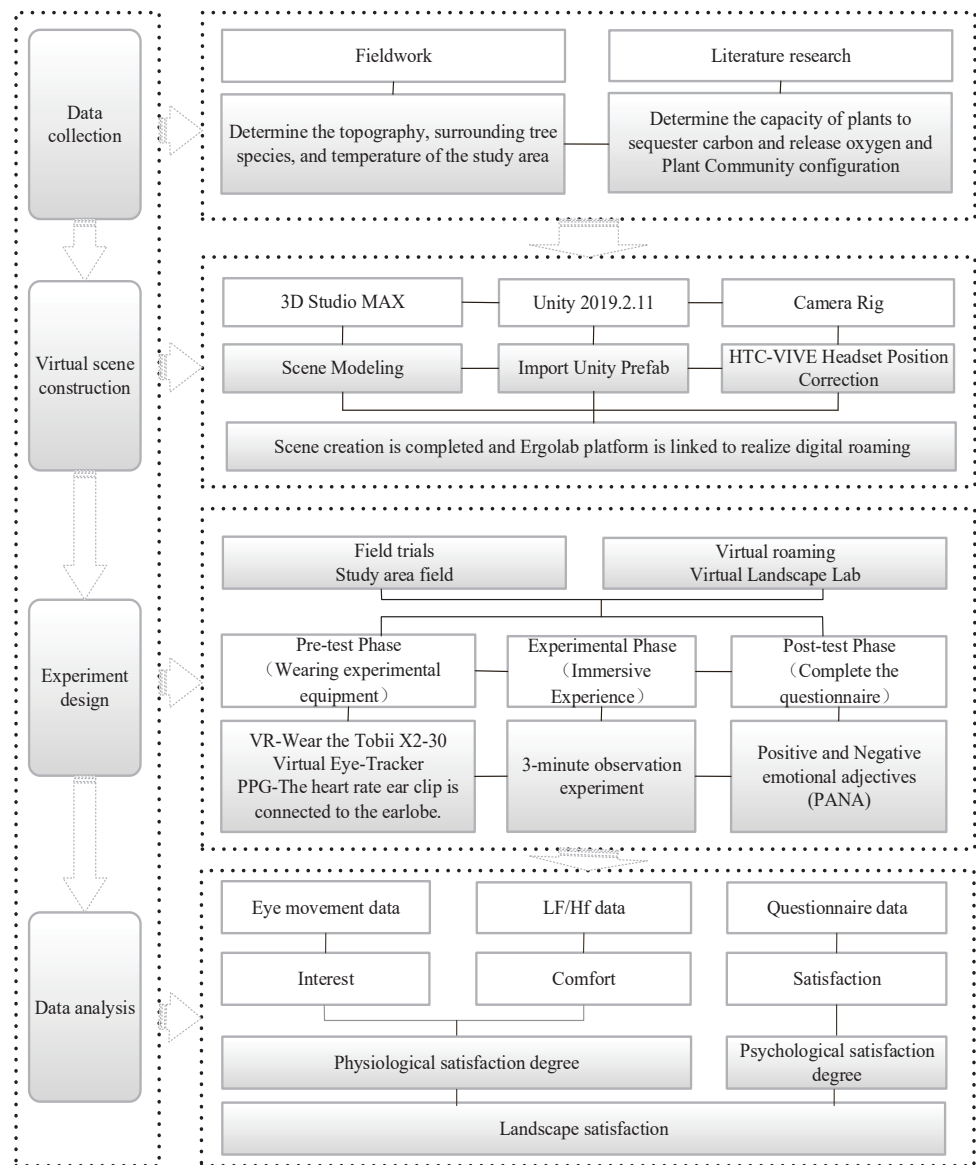 Data
collection
Fieldwork
Literature research
Determine the topography, surrounding tree
species, and temperature of the study area
Determine the capacity of plants to
sequester carbon and release oxygen and
Plant Community configuration
Virtual scene
construction
3D Studio MAX
Unity 2019.2.11
Camera Rig
Scene Modeling
Import Unity Prefab
HTC-VIVE Headset Position
Correction
Scene creation is completed and Ergolab platform is linked to realize digital roaming
Experiment
design
Field trials
Study area field
Virtual roaming
Virtual Landscape Lab
Pre-test Phase
（Wearing experimental
equipment）
Experimental Phase
（Immersive
Experience）
Post-test Phase
（Complete the
questionnaire）
VR-Wear the Tobii X2-30
Virtual Eye-Tracker
PPG-The heart rate ear clip is
connected to the earlobe.
3-minute observation
experiment
Positive and Negative
emotional adjectives
(PANA)
Data analysis
Eye movement data
LF/Hf data
Questionnaire data
Interest
Comfort
Satisfaction
Physiological satisfaction degree
Psychological satisfaction
degree
Landscape satisfaction